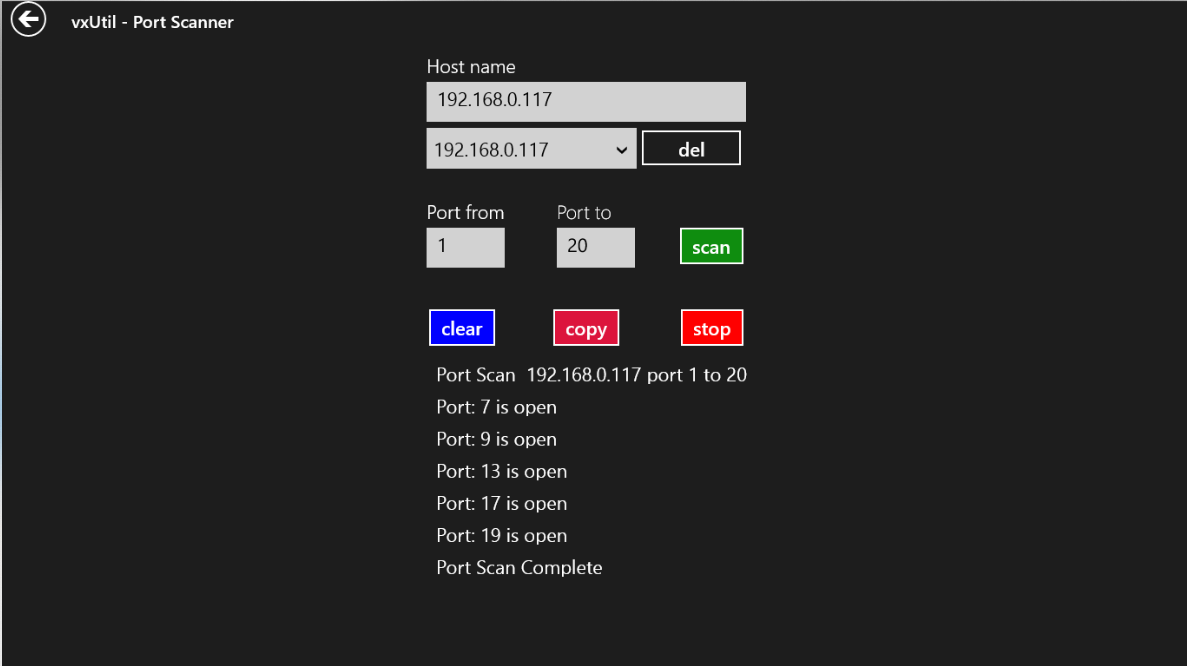 vxUtil - Port Scanner
Host name
192.168.0.117
192.168.0.117 del
Port from Port to
1 20 scan
clear copy stop
Port Scan 192.168.0.117 port 1 to 20
Port: 7 is open
Port: 9 is open
Port: 13 is open
Port: 17 is open
Port: 19 is open
Port Scan Complete